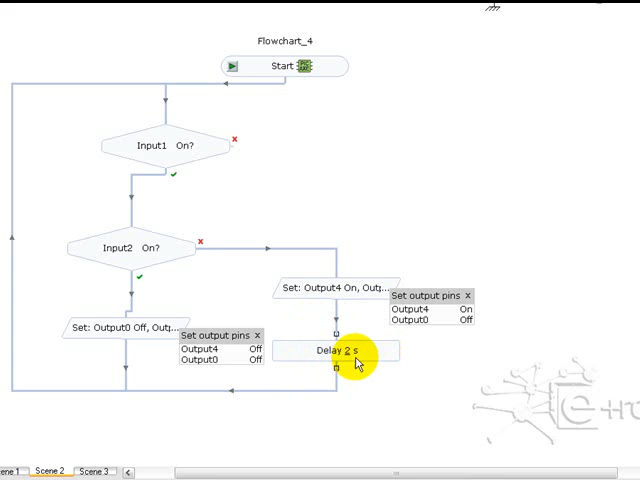 Flowchart_4
Start
Input1 On?
Input2 On?
Set: Output4 On, Outp...
Set output pins x
Output4 On
Output0 Off
Set: Output0 Off, Outp...
Set output pins x
Output4 Off
Output0 Off
Delay 2 s
cene 1 Scene 2 Scene 3